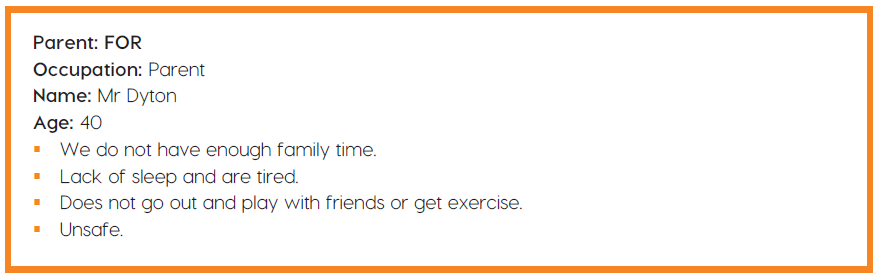 Parent: FOR
Occupation: Parent
Name: Mr Dyton
Age: 40
▪ We do not have enough family time.
▪ Lack of sleep and are tired.
▪ Does not go out and play with friends or get exercise.
▪ Unsafe.